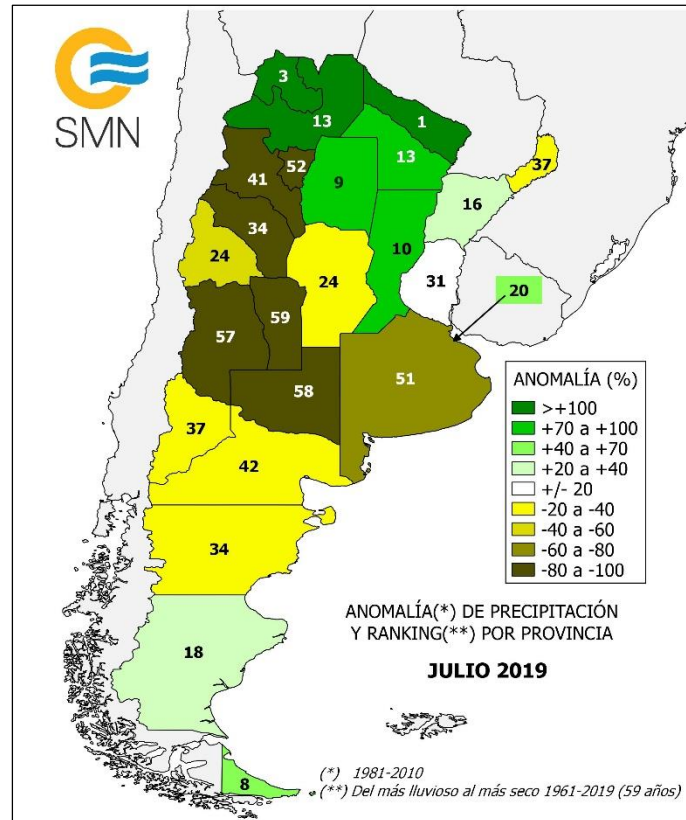 SMN
3
13
1
13
37
52
41
9
16
34
10
24
24
31
20
59
57
51
58
37
42
34
18
8
ANOMALÍA (%)
>+100
+70 a +100
+40 a +70
+20 a +40
+/- 20
-20 a -40
-40 a -60
-60 a -80
-80 a -100
ANOMALÍA(*) DE PRECIPITACIÓN
Y RANKING(**) POR PROVINCIA
JULIO 2019
(*) 1981-2010
(**) Del más lluvioso al más seco 1961-2019 (59 años)